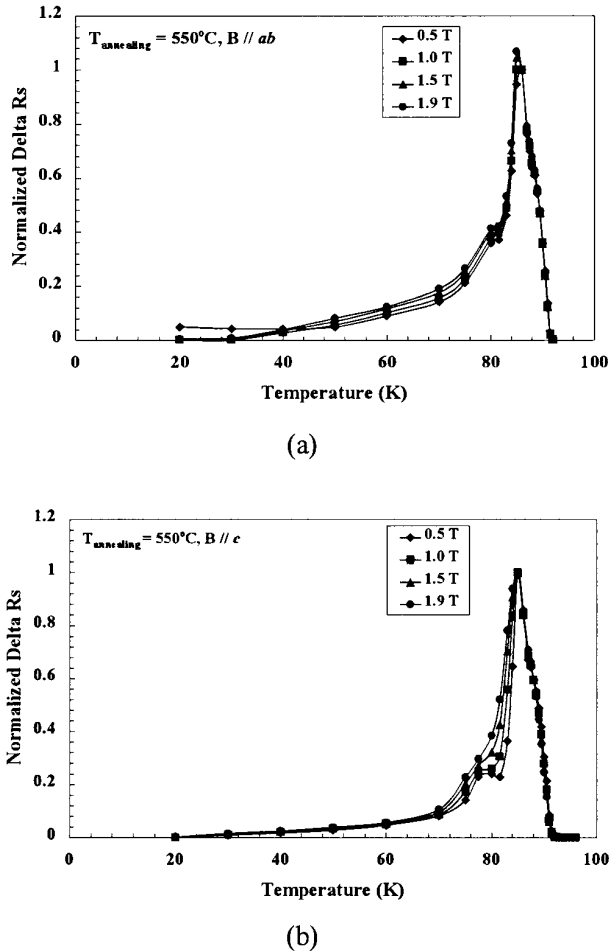 1.2
T annealing = 550°C, B // ab
0.5 T
1.0 T
1.5 T
1.9 T
1
0.8
0.6
0.4
0.2
0
Normalized Delta Rs
0 20 40 60 80 100
Temperature (K)
(a)
1.2
T annealing = 550°C, B // c
0.5 T
1.0 T
1.5 T
1.9 T
1
0.8
0.6
0.4
0.2
0
Normalized Delta Rs
0 20 40 60 80 100
Temperature (K)
(b)